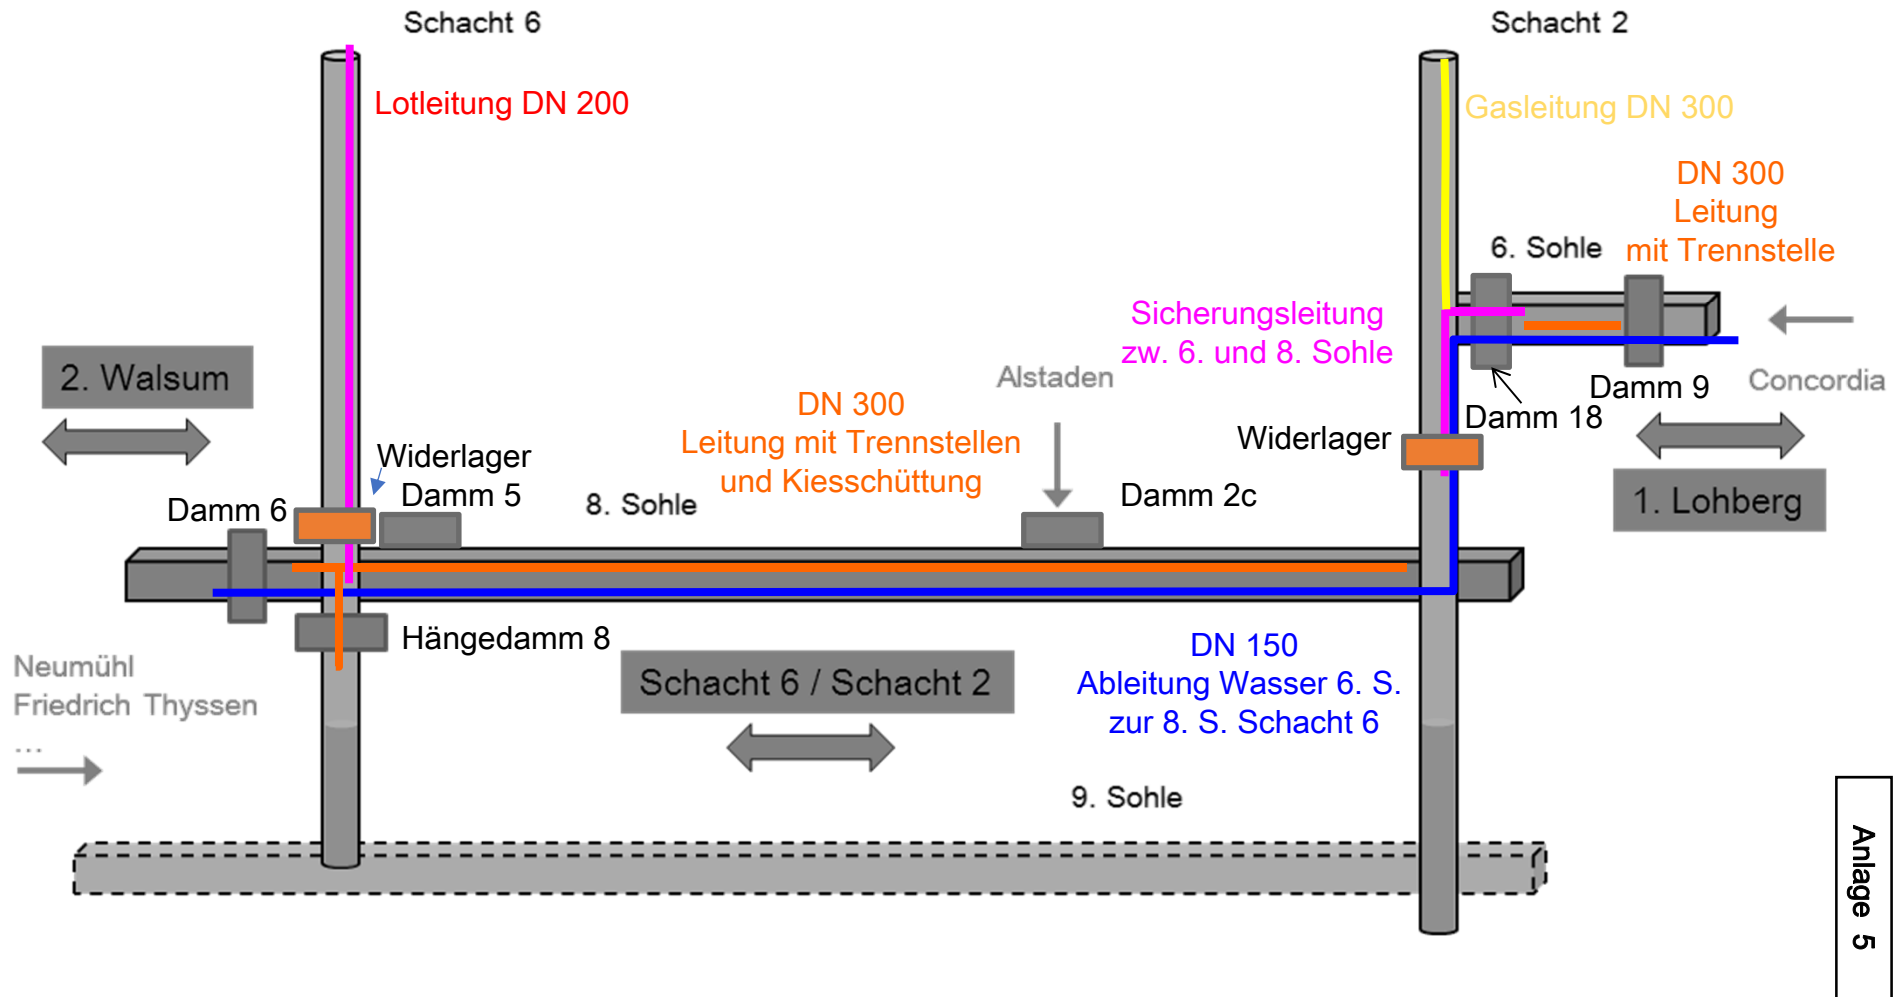 Schacht 6
Schacht 2
Lotleitung DN 200
Gasleitung DN 300
DN 300
Leitung
mit Trennstelle
6. Sohle
Sicherungsleitung
zw. 6. und 8. Sohle
2. Walsum
Alstaden
Damm 9
Concordia
DN 300
Leitung mit Trennstellen
und Kiesschüttung
Damm 18
Widerlager
Widerlager
Damm 5
8. Sohle
Damm 2c
1. Lohberg
Damm 6
Hängedamm 8
DN 150
Ableitung Wasser 6. S.
zur 8. S. Schacht 6
Neumühl
Friedrich Thyssen
...
Schacht 6 / Schacht 2
9. Sohle
Anlage 5